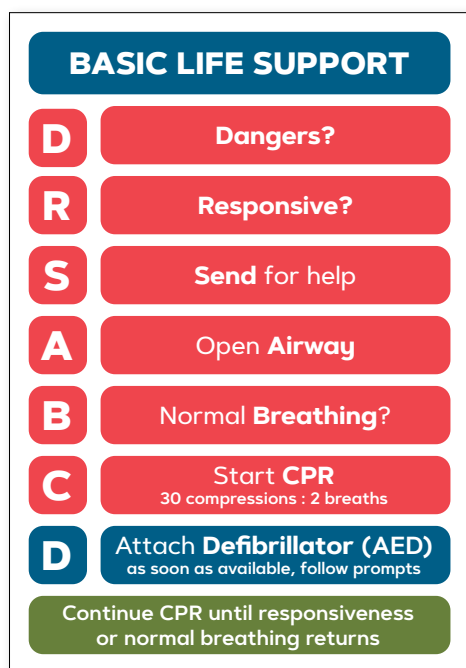 BASIC LIFE SUPPORT
D Dangers?
R Responsive?
S Send for help
A Open Airway
B Normal Breathing?
C Start CPR
30 compressions : 2 breaths
D Attach Defibrillator (AED)
as soon as available, follow prompts
Continue CPR until responsiveness
or normal breathing returns